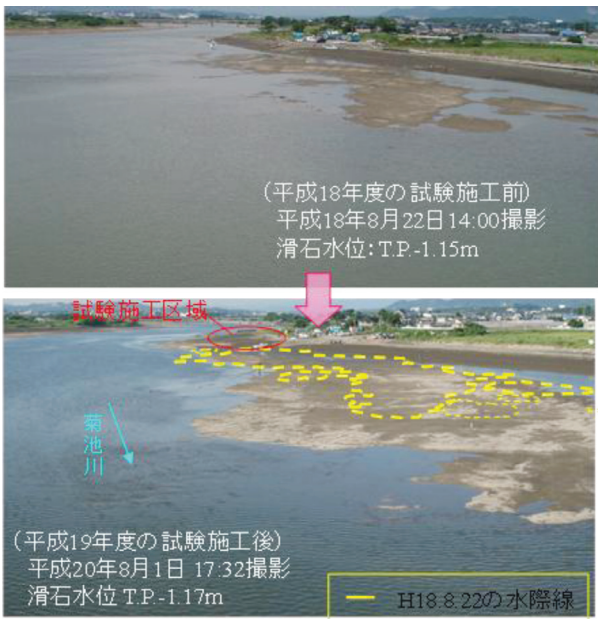 (平成18年度の試験施工前)
平成18年8月22日14:00撮影
滑石水位：T.P.-1.15m
試験施工区域
菊池川
(平成19年度の試験施工後)
平成20年8月1日 17:32撮影
滑石水位 T.P.-1.17m
H18.8.22の水際線